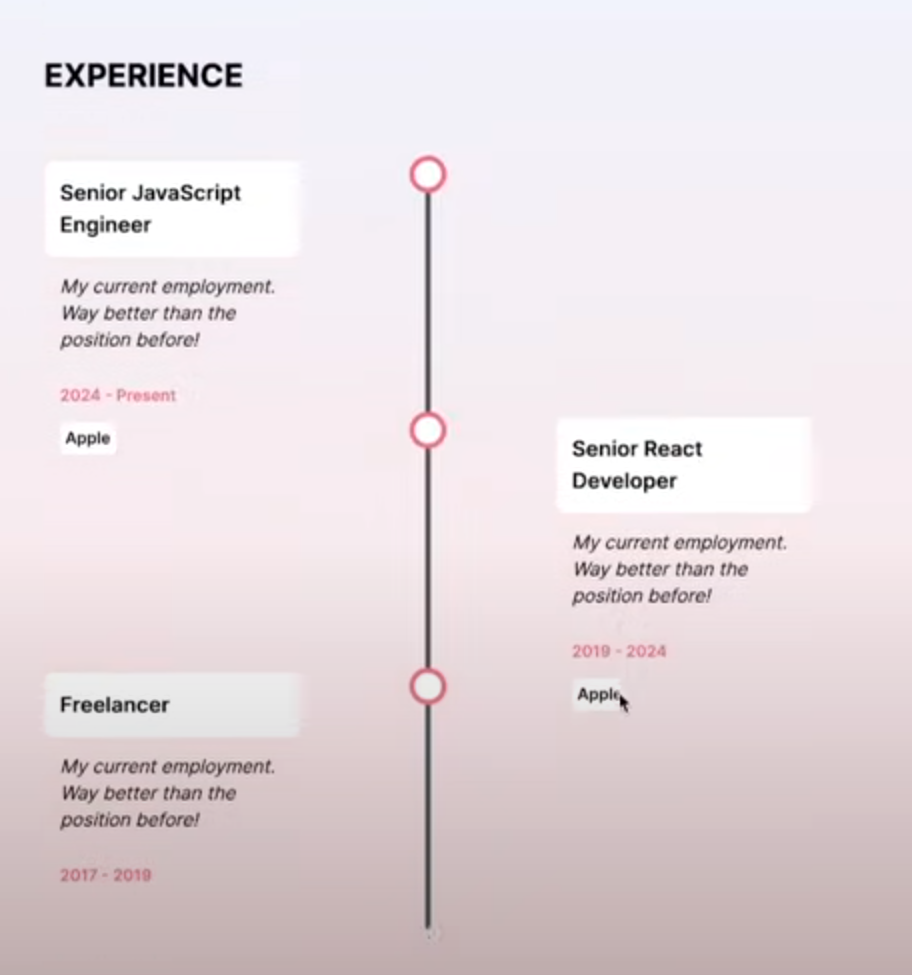 EXPERIENCE
Senior JavaScript
Engineer
My current employment.
Way better than the
position before!
2024 - Present
Apple
Senior React
Developer
My current employment.
Way better than the
position before!
2019 - 2024
Apple
Freelancer
My current employment.
Way better than the
position before!
2017 - 2019